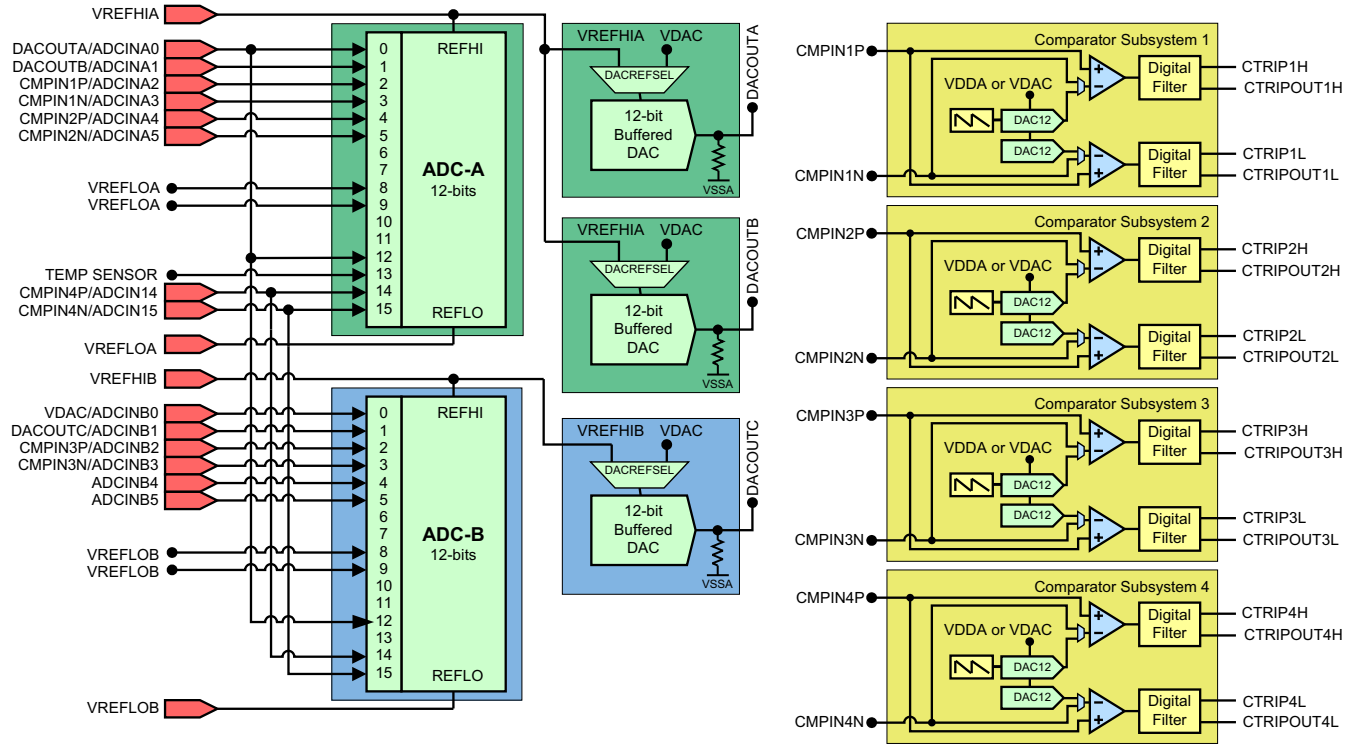 VREFHIA
DACOUTA/ADCINA0
DACOUTB/ADCINA1
CMPIN1P/ADCINA2
CMPIN1N/ADCINA3
CMPIN2P/ADCINA4
CMPIN2N/ADCINA5
VREFLOA
VREFLOA
TEMP SENSOR
CMPIN4P/ADCIN14
CMPIN4N/ADCIN15
VREFLOA
0
1
2
3
4
5
6
7
8
9
10
11
12
13
14
15
REFHI
ADC-A
12-bits
REFLO
VREFHIB
VDAC/ADCINB0
DACOUTC/ADCINB1
CMPIN3P/ADCINB2
CMPIN3N/ADCINB3
ADCINB4
ADCINB5
VREFLOB
VREFLOB
VREFLOB
0
1
2
3
4
5
6
7
8
9
10
11
12
13
14
15
REFHI
ADC-B
12-bits
REFLO
VREFHIA
VDAC
DACREFSEL
12-bit
Buffered
DAC
VSSA
DACOUTA
VREFHIA
VDAC
DACREFSEL
12-bit
Buffered
DAC
VSSA
DACOUTB
VREFHIB
VDAC
DACREFSEL
12-bit
Buffered
DAC
VSSA
DACOUTC
CMPIN1P
CMPIN1N
Comparator Subsystem 1
VDDA or VDAC
DAC12
DAC12
+
−
−
+
Digital
Filter
Digital
Filter
CTRIP1H
CTRIPOUT1H
CTRIP1L
CTRIPOUT1L
CMPIN2P
CMPIN2N
Comparator Subsystem 2
VDDA or VDAC
DAC12
DAC12
+
−
−
+
Digital
Filter
Digital
Filter
CTRIP2H
CTRIPOUT2H
CTRIP2L
CTRIPOUT2L
CMPIN3P
CMPIN3N
Comparator Subsystem 3
VDDA or VDAC
DAC12
DAC12
+
−
−
+
Digital
Filter
Digital
Filter
CTRIP3H
CTRIPOUT3H
CTRIP3L
CTRIPOUT3L
CMPIN4P
CMPIN4N
Comparator Subsystem 4
VDDA or VDAC
DAC12
DAC12
+
−
−
+
Digital
Filter
Digital
Filter
CTRIP4H
CTRIPOUT4H
CTRIP4L
CTRIPOUT4L